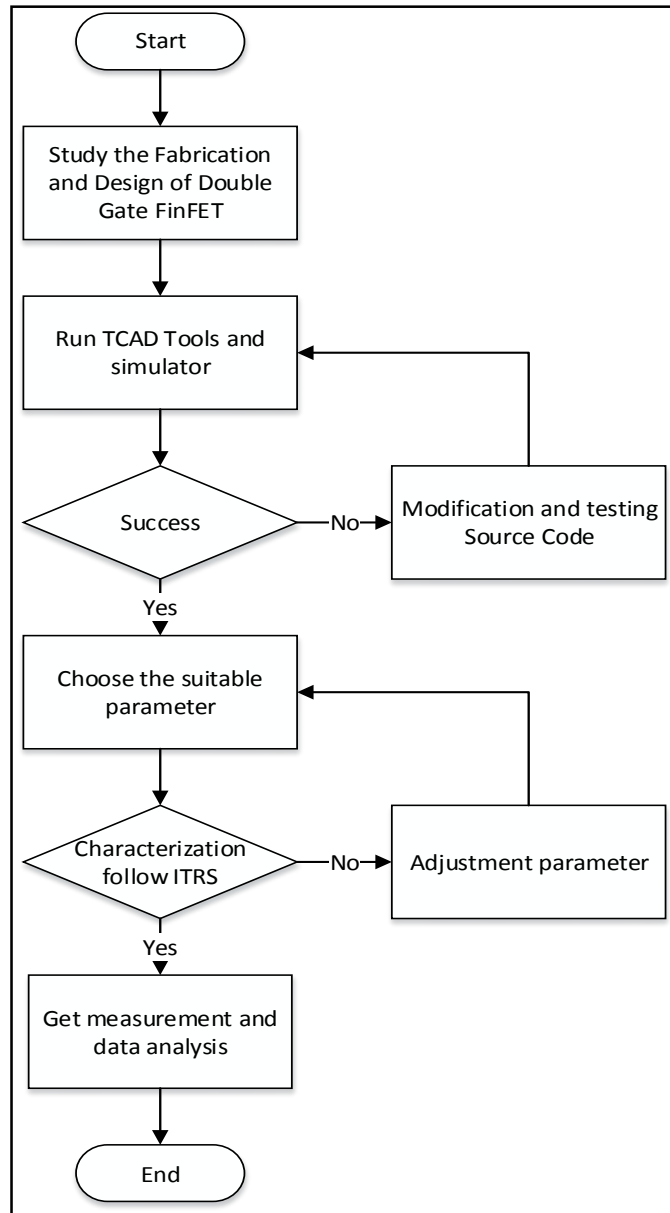 Start
Study the Fabrication
and Design of Double
Gate FinFET
Run TCAD Tools and
simulator
Success
No
Modification and testing
Source Code
Yes
Choose the suitable
parameter
Characterization
follow ITRS
No
Adjustment parameter
Yes
Get measurement and
data analysis
End